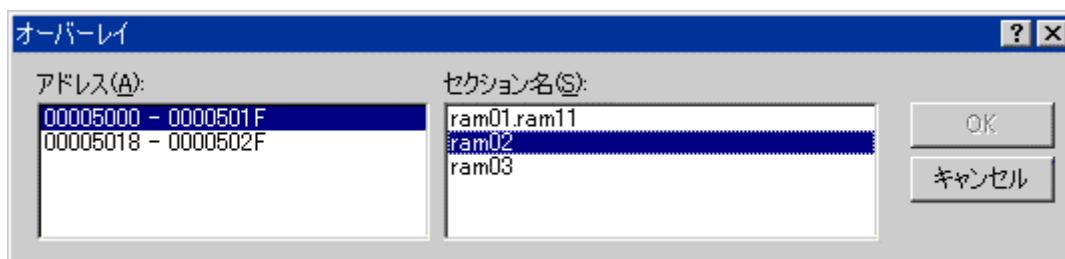 オーバーレイ
アドレス(A):
00005000 - 0000501F
00005018 - 0000502F
セクション名(S):
ram01.ram11
ram02
ram03
OK
キャンセル